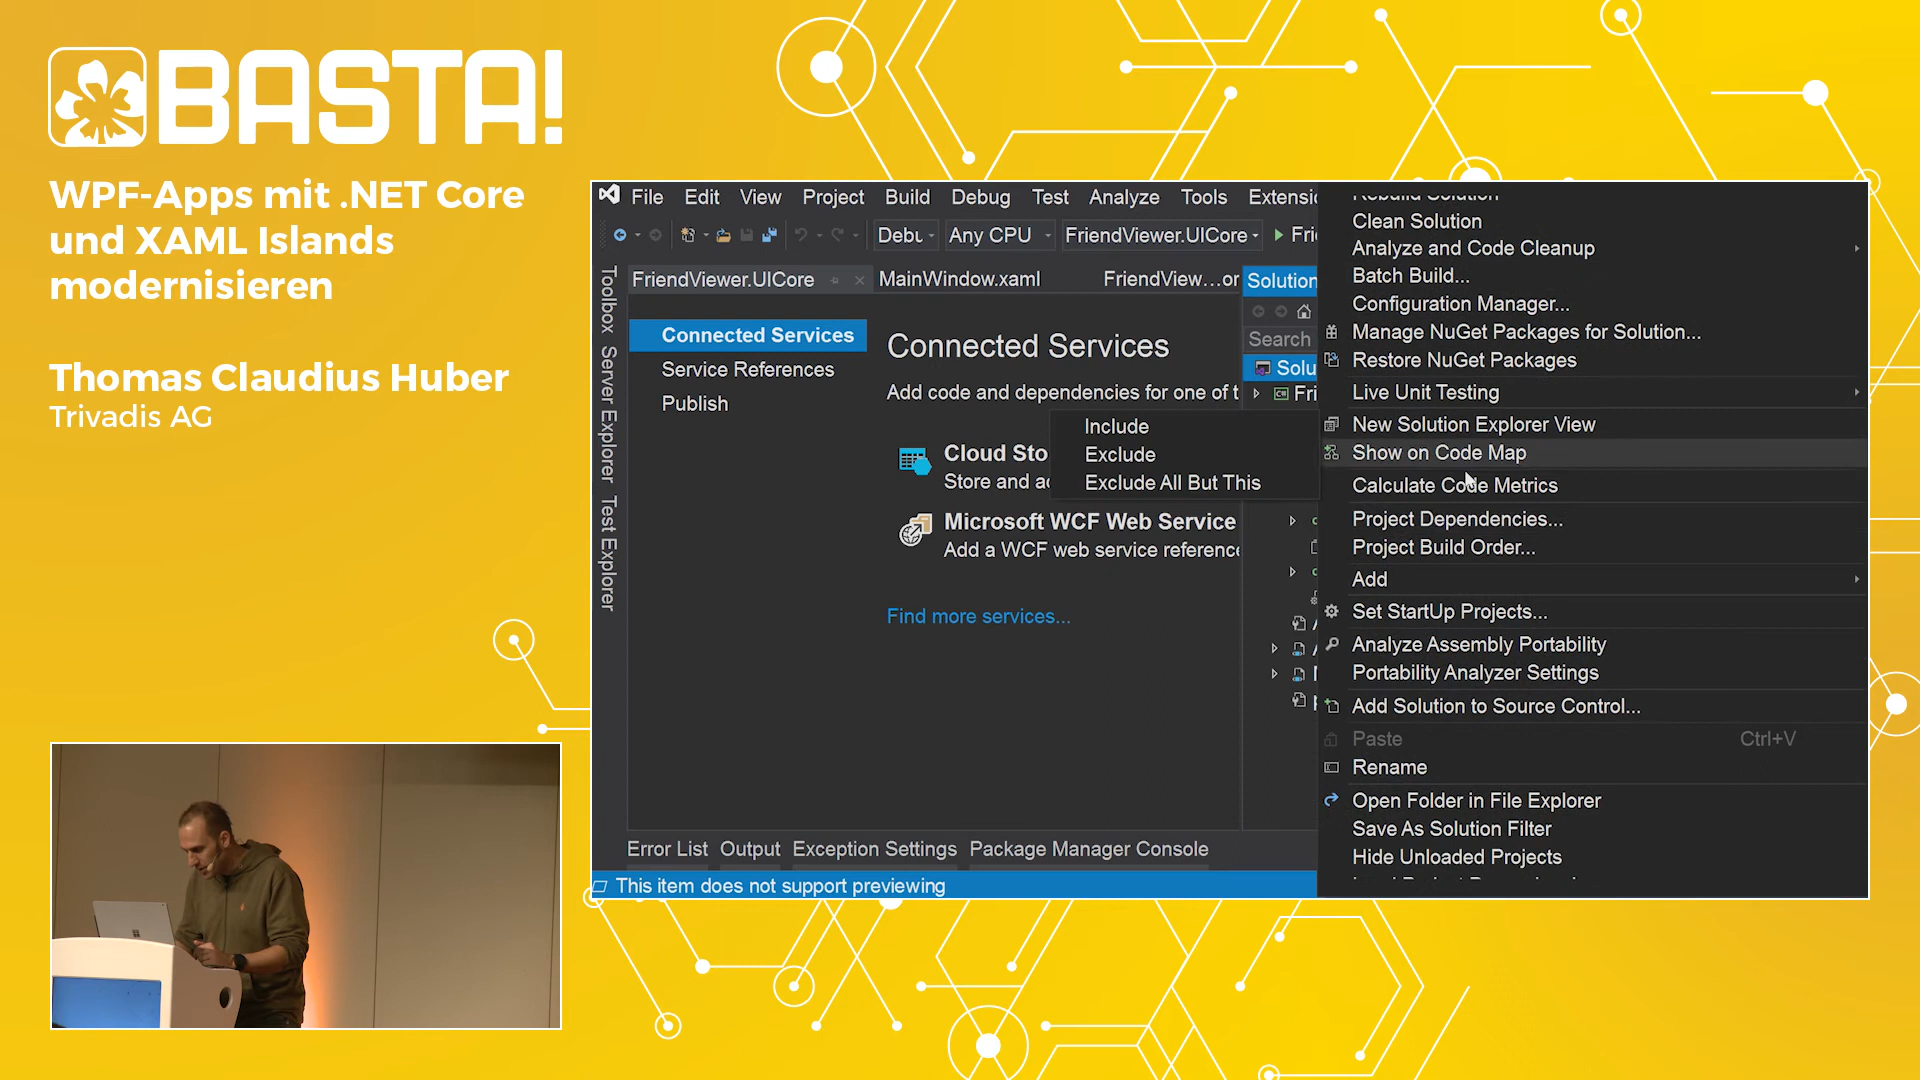 BASTA!
WPF-Apps mit .NET Core
und XAML Islands
modernisieren
Thomas Claudius Huber
Trivadis AG
File Edit View Project Build Debug Test Analyze Tools
Any CPU FriendViewer.UICore
Toolbox
Server Explorer
Test Explorer
FriendViewer.UICore MainWindow.xaml
Connected Services
Service References
Publish
Connected Services
Add code and dependencies for one of
Cloud
Store and
Microsoft WCF Web Service
Add a WCF web service
Find more services...
Solution
Search
Include
Exclude
Exclude All But This
Rebuild Solution
Clean Solution
Analyze and Code Cleanup
Batch Build...
Configuration Manager...
Manage NuGet Packages for Solution...
Restore NuGet Packages
Live Unit Testing
New Solution Explorer View
Show on Code Map
Calculate Code Metrics
Project Dependencies...
Project Build Order...
Add
Set StartUp Projects...
Analyze Assembly Portability
Portability Analyzer Settings
Add Solution to Source Control...
Paste Ctrl+V
Rename
Open Folder in File Explorer
Save As Solution Filter
Hide Unloaded Projects
Error List Output Exception Settings Package Manager Console
This item does not support previewing